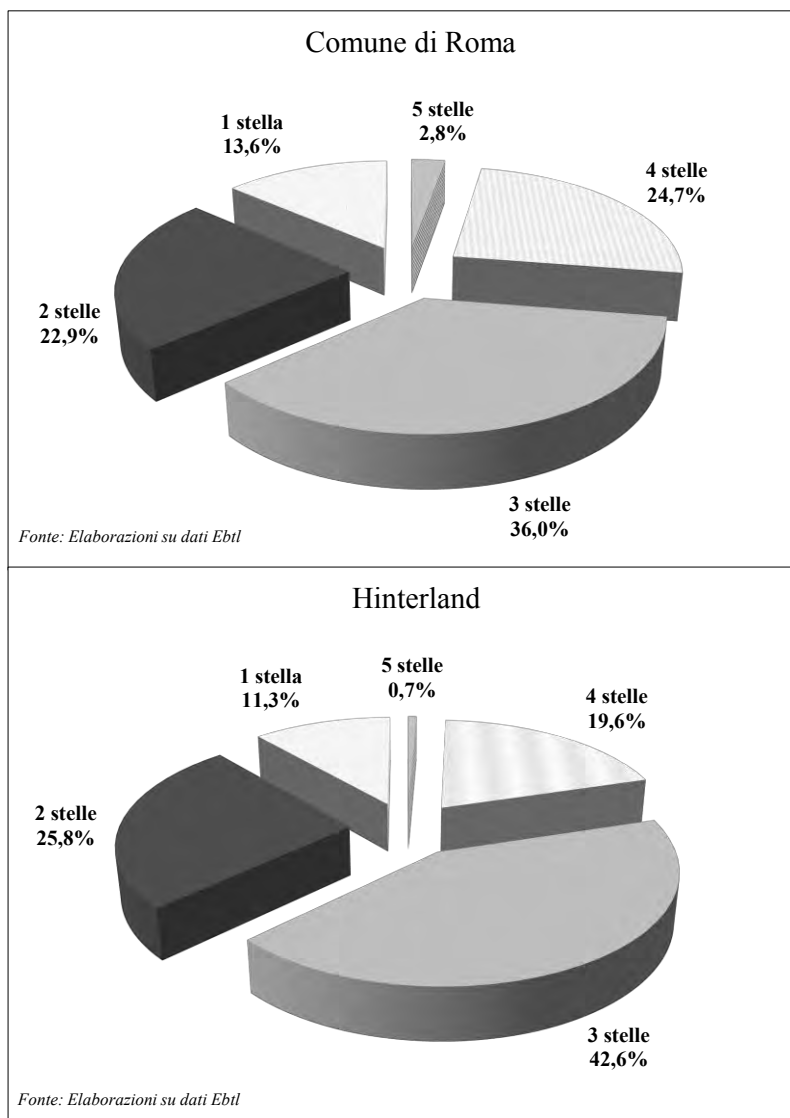 Comune di Roma
5 stelle
2,8%
1 stella
13,6%
4 stelle
24,7%
2 stelle
22,9%
3 stelle
36,0%
Fonte: Elaborazioni su dati Ebtl
Hinterland
5 stelle
0,7%
1 stella
11,3%
4 stelle
19,6%
2 stelle
25,8%
3 stelle
42,6%
Fonte: Elaborazioni su dati Ebtl